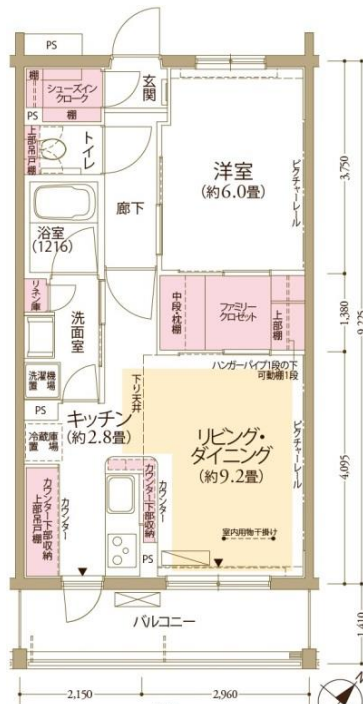 PS
棚
シューズイン
クローク
棚
玄関
PS
上部吊戸棚
トイレ
廊下
洋室
(約6.0畳)
ピクチャーレール
3,750
浴室
(1216)
リネン庫
洗面室
中段・枕棚
ファミリー
クロゼット
上部棚
1,380
9,225
洗濯機
置場
ハンガーパイプ1段の下
可動棚1段
下り天井
PS
キッチン
(約2.8畳)
冷蔵庫
置場
リビング・
ダイニング
(約9.2畳)
ピクチャーレール
4,095
カウンター下部収納
上部吊戸棚
カウンター
カウンター下部収納
カウンター
室内用物干掛け
PS
バルコニー
1,410
2,150
2,960
N